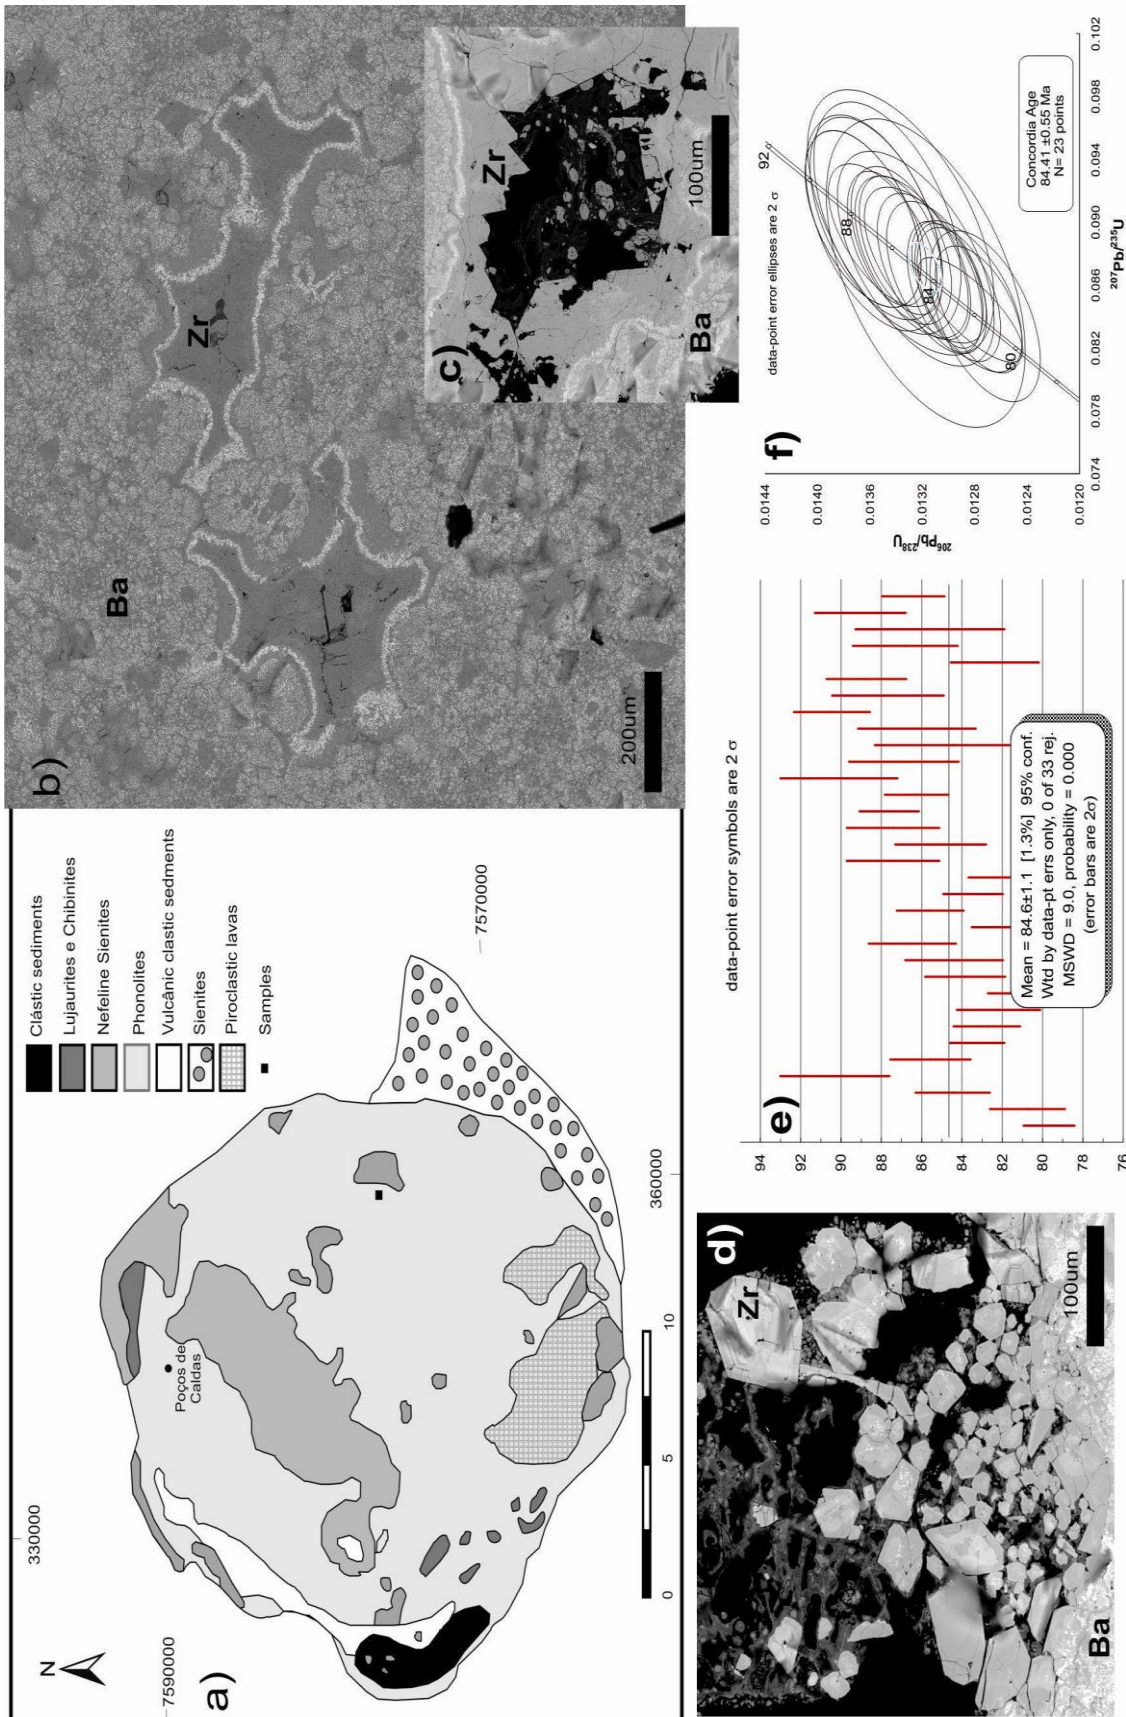 a)
N
7590000
330000
Poços de
Caldas
360000
7570000
0
5
10
Clástic sediments
Lujaurites e Chibinites
Nefeline Sienites
Phonolites
Vulcânic clastic sedments
Sienites
Piroclastic lavas
Samples
b)
Ba
Zr
200um
c)
Zr
Ba
100um
d)
Zr
Ba
100um
e)
data-point error symbols are 2 σ
94
92
90
88
86
84
82
80
78
76
Mean = 84.6±1.1 [1.3%] 95% conf.
Wtd by data-pt errs only, 0 of 33 rej.
MSWD = 9.0, probability = 0.000
(error bars are 2σ)
f)
data-point error ellipses are 2 σ
206Pb/238U
0.0144
0.0140
0.0136
0.0132
0.0128
0.0124
0.0120
92
88
84
80
Concordia Age
84.41 ±0.55 Ma
N= 23 points
0.074
0.078
0.082
0.086
0.090
0.094
0.098
0.102
207Pb/235U